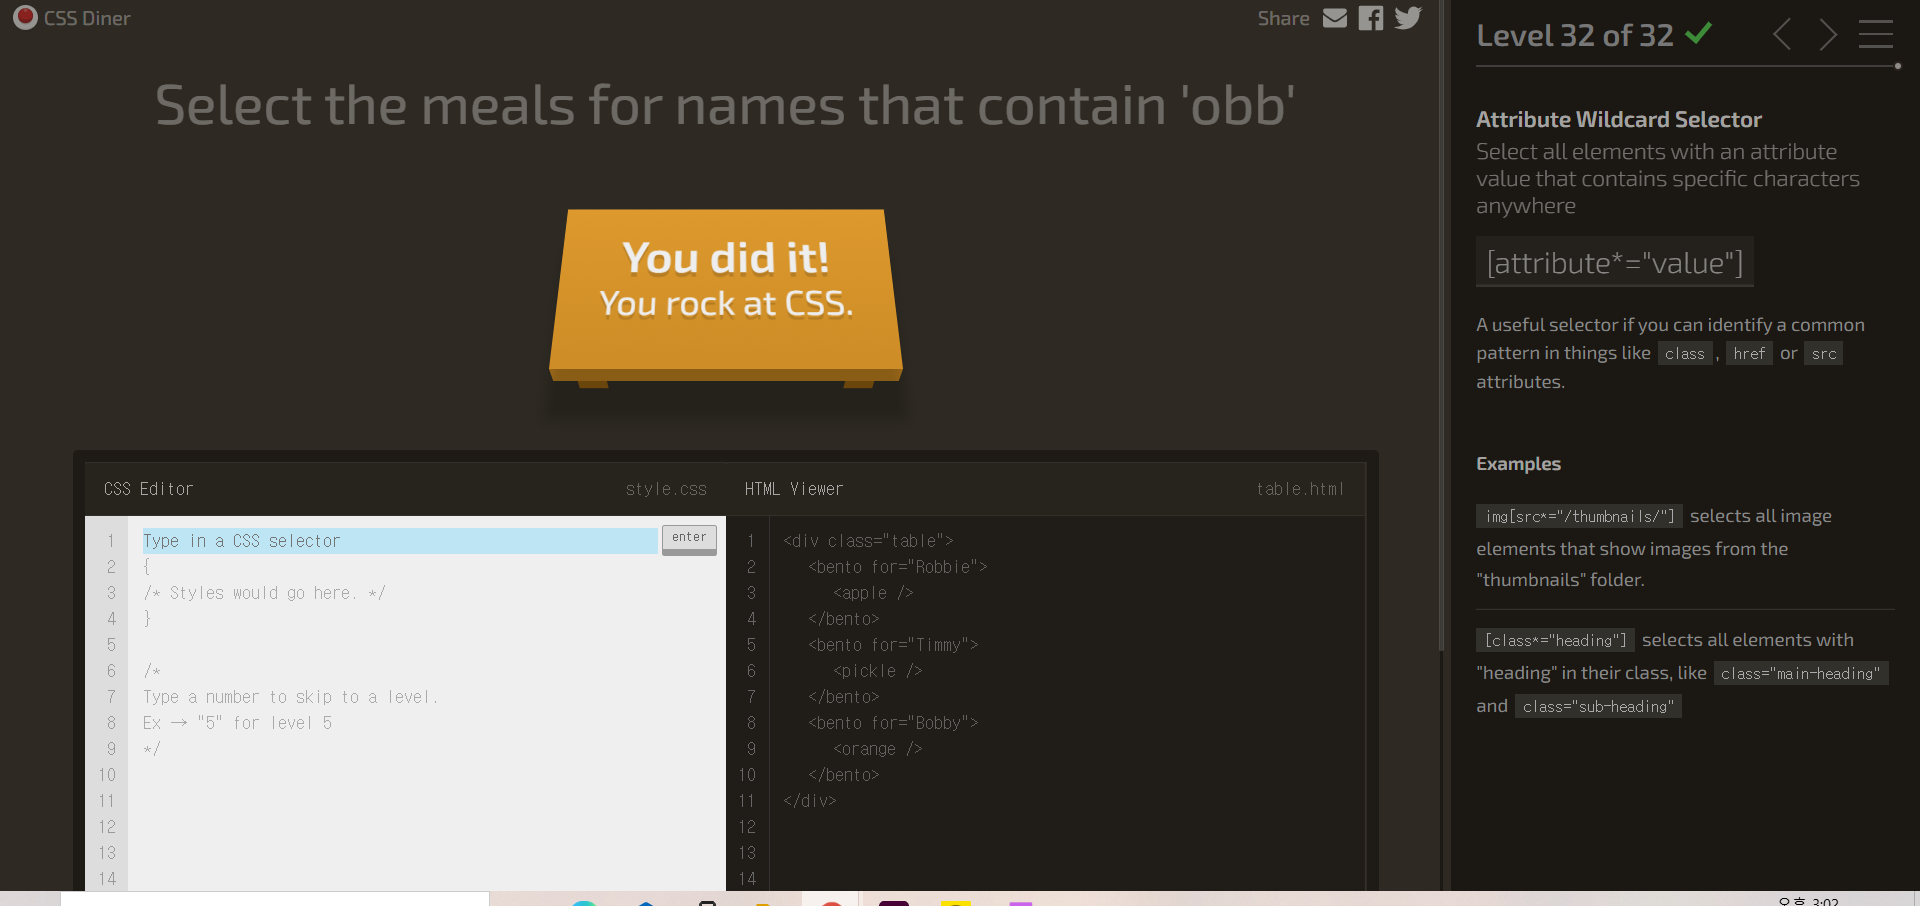 CSS Diner
Share
Select the meals for names that contain 'obb'
You did it!
You rock at CSS.
CSS Editor
style.css
HTML Viewer
table.html
1
2
3
4
5
6
7
8
9
10
11
12
13
14
Type in a CSS selector
enter
{
/* Styles would go here. */
}
/*
Type a number to skip to a level.
Ex → "5" for level 5
*/
1
2
3
4
5
6
7
8
9
10
11
12
13
14
<div class="table">
<bento for="Robbie">
<apple />
</bento>
<bento for="Timmy">
<pickle />
</bento>
<bento for="Bobby">
<orange />
</bento>
</div>
Level 32 of 32
Attribute Wildcard Selector
Select all elements with an attribute
value that contains specific characters
anywhere
[attribute*="value"]
A useful selector if you can identify a common
pattern in things like class , href or src
attributes.
Examples
img[src*="/thumbnails/"] selects all image
elements that show images from the
"thumbnails" folder.
[class*="heading"] selects all elements with
"heading" in their class, like class="main-heading"
and class="sub-heading"
오후 3:02